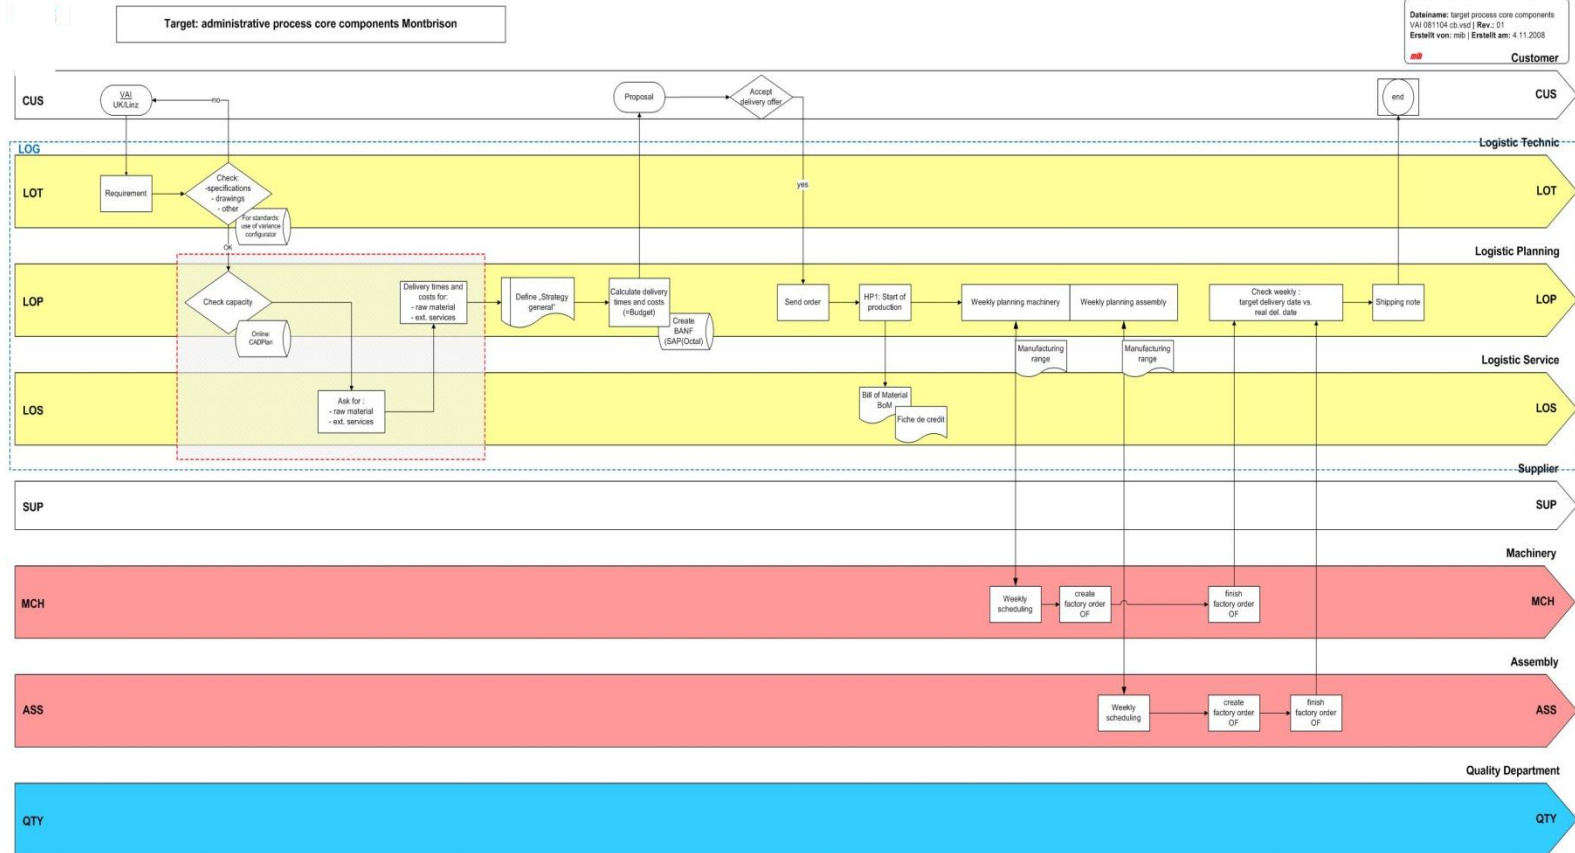 Target: administrative process core components Montbrison
Dateiname: target process core components
VAI 081104 cb.vsd | Rev.: 01
Erstellt von: mib | Erstellt am: 4.11.2008
mib
Customer
CUS
VAI
UK/Linz
no
Proposal
Accept
delivery offer
end
CUS
LOG
Logistic Technic
LOT
Requirement
Check:
-specifications
- drawings
- other
For standards:
use of variance
configurator
yes
LOT
OK
Logistic Planning
LOP
Check capacity
Online:
CADPlan
Delivery times and
costs for:
- raw material
- ext. services
Define „Strategy
general"
Calculate delivery
times and costs
(=Budget)
Create
BANF
(SAP(Octal)
Send order
HP1: Start of
production
Weekly planning machinery
Weekly planning assembly
Check weekly :
target delivery date vs.
real del. date
Shipping note
LOP
Manufacturing
range
Manufacturing
range
Logistic Service
LOS
Ask for :
- raw material
- ext. services
Bill of Material
BoM
Fiche de credit
LOS
Supplier
SUP
SUP
Machinery
MCH
Weekly
scheduling
create
factory order
OF
finish
factory order
OF
MCH
Assembly
ASS
Weekly
scheduling
create
factory order
OF
finish
factory order
OF
ASS
Quality Department
QTY
QTY